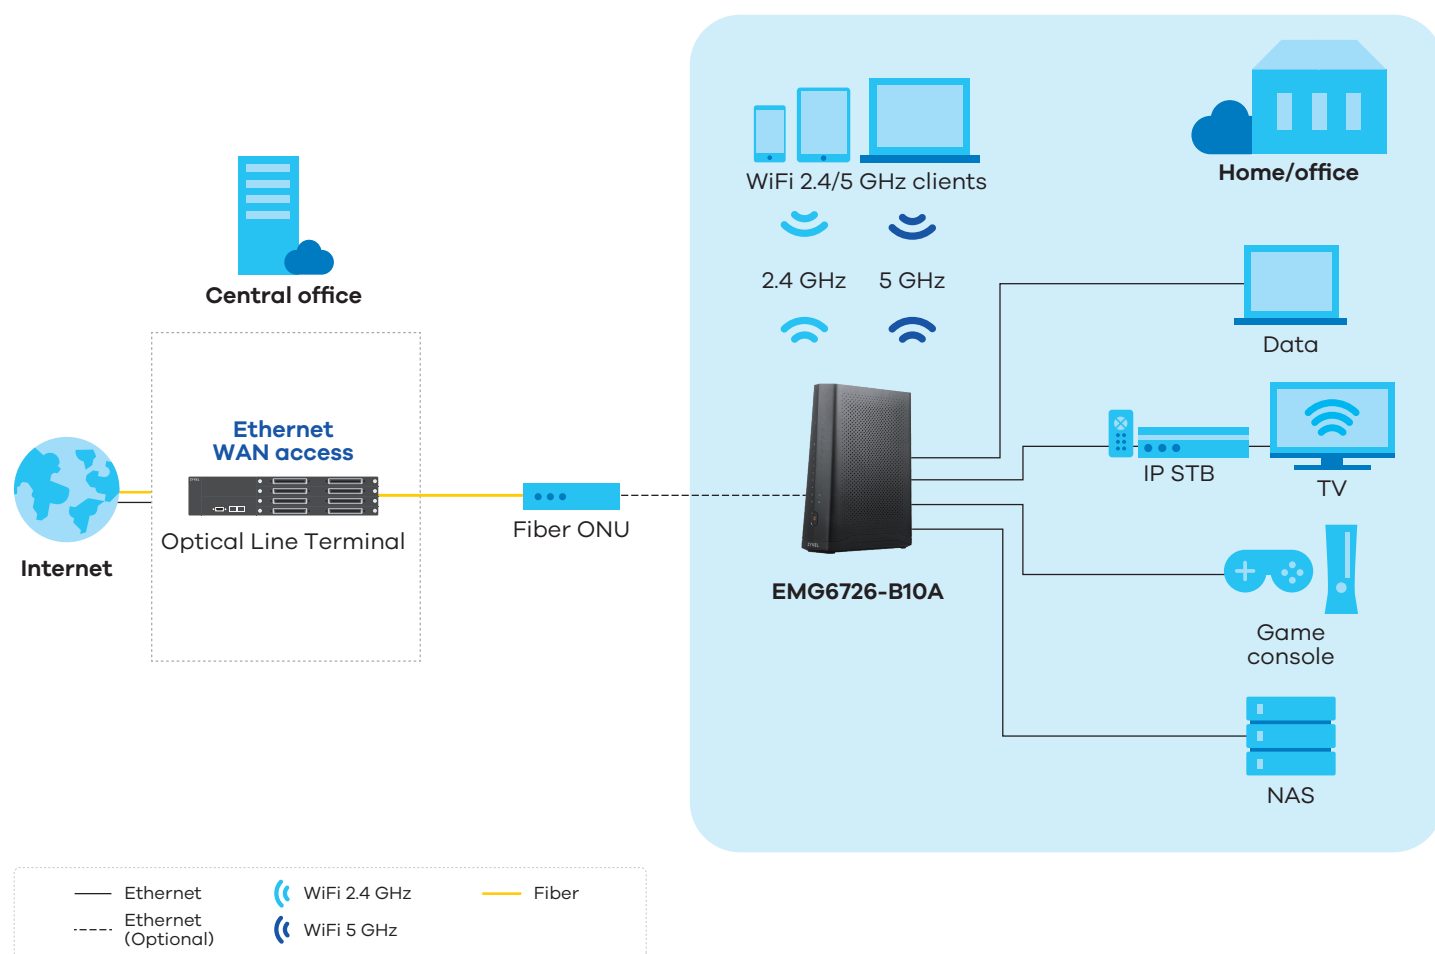 WiFi 2.4/5 GHz clients
Home/office
2.4 GHz
5 GHz
Central office
Data
Ethernet
WAN access
ZYXEL
Optical Line Terminal
Internet
Fiber ONU
ZYXEL
EMG6726-B10A
IP STB
TV
Game
console
NAS
Ethernet
WiFi 2.4 GHz
Fiber
Ethernet
(Optional)
WiFi 5 GHz